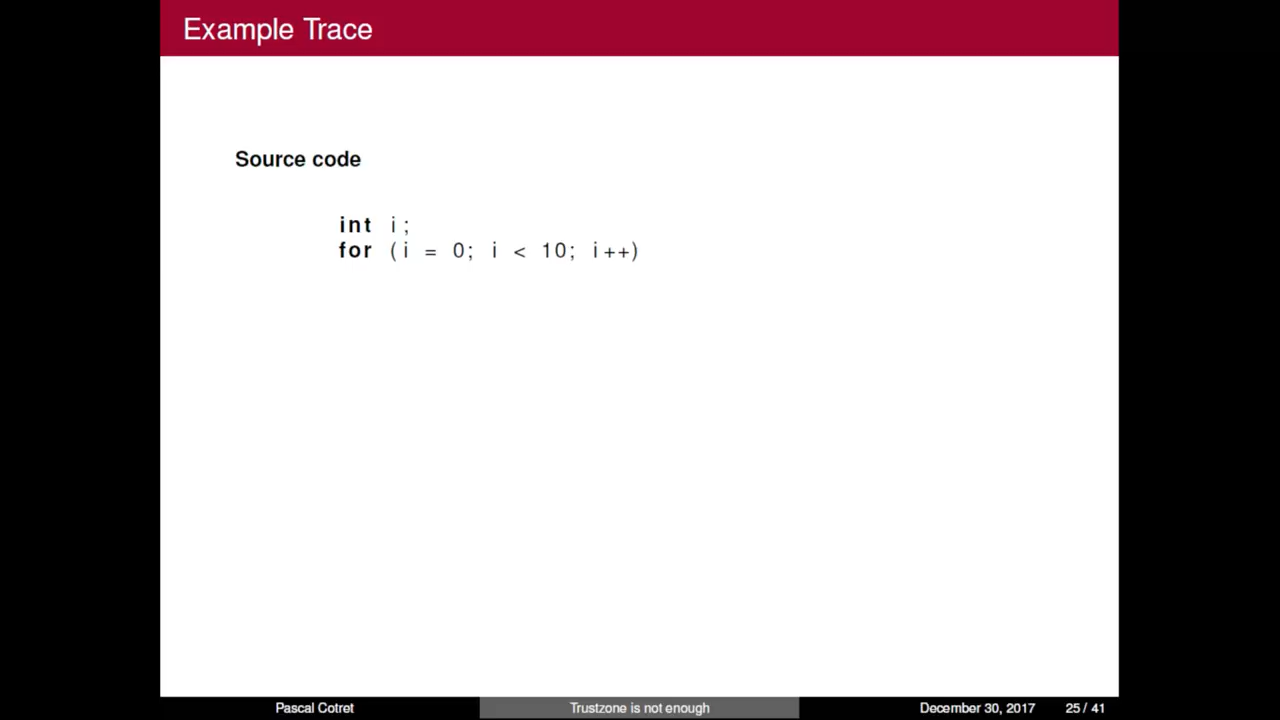 Example Trace
Source code
int i;
for (i = 0; i < 10; i++)
Pascal Cotret
Trustzone is not enough
December 30, 2017
25 / 41